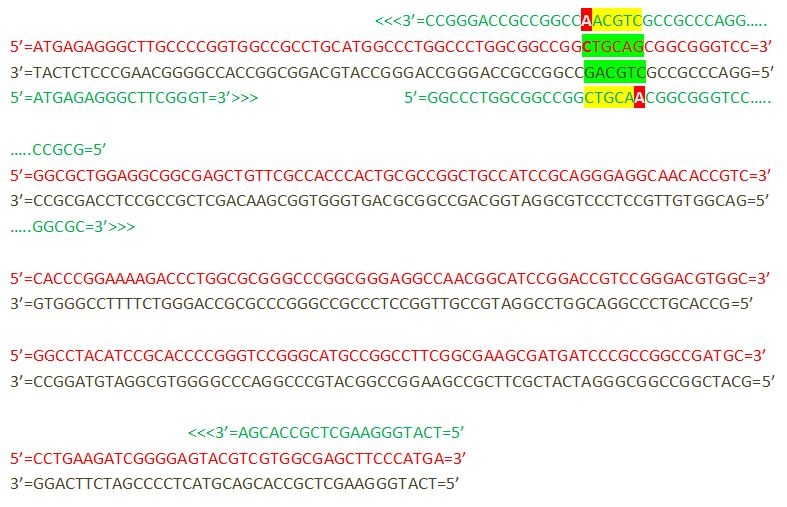 <<<3’=CCGGGACCGCCGGCCAACGTCGCCGCCCAGG…..
5’=ATGAGAGGGCTTGCCCCGGTGGCCGCCTGCATGGCCCTGGCCCTGGCGGCCGGCTGCAGCGGCGGGTCC=3’
3’=TACTCTCCCGAACGGGGCCACCGGCGGACGTACCGGGACCGGGACCGCCGGCCGACGTCGCCGCCCAGG=5’
5’=ATGAGAGGGCTTCGGGT=3’>>> 5’=GGCCCTGGCGGCCGGCTGCAACGGCGGGTCC…..
…..CCGCG=5’
5’=GGCGCTGGAGGCGGCGAGCTGTTCGCCACCCACTGCGCCGGCTGCCATCCGCAGGGAGGCAACACCGTC=3’
3’=CCGCGACCTCCGCCGCTCGACAAGCGGTGGGTGACGCGGCCGACGGTAGGCGTCCCTCCGTTGTGGCAG=5’
…..GGCGC=3’>>>
5’=CACCCGGAAAAGACCCTGGCGCGGGCCCGGCGGGAGGCCAACGGCATCCGGACCGTCCGGGACGTGGC=3’
3’=GTGGGCCTTTTCTGGGACCGCGCCCGGGCCGCCCTCCGGTTGCCGTAGGCCTGGCAGGCCCTGCACCG=5’
5’=GGCCTACATCCGCACCCCGGGTCCGGGCATGCCGGCCTTCGGCGAAGCGATGATCCCGCCGGCCGATGC=3’
3’=CCGGATGTAGGCGTGGGGCCCAGGCCCGTACGGCCGGAAGCCGCTTCGCTACTAGGGCGGCCGGCTACG=5’
<<<3’=AGCACCGCTCGAAGGGTACT=5’
5’=CCTGAAGATCGGGGAGTACGTCGTGGCGAGCTTCCCATGA=3’
3’=GGACTTCTAGCCCCTCATGCAGCACCGCTCGAAGGGTACT=5’